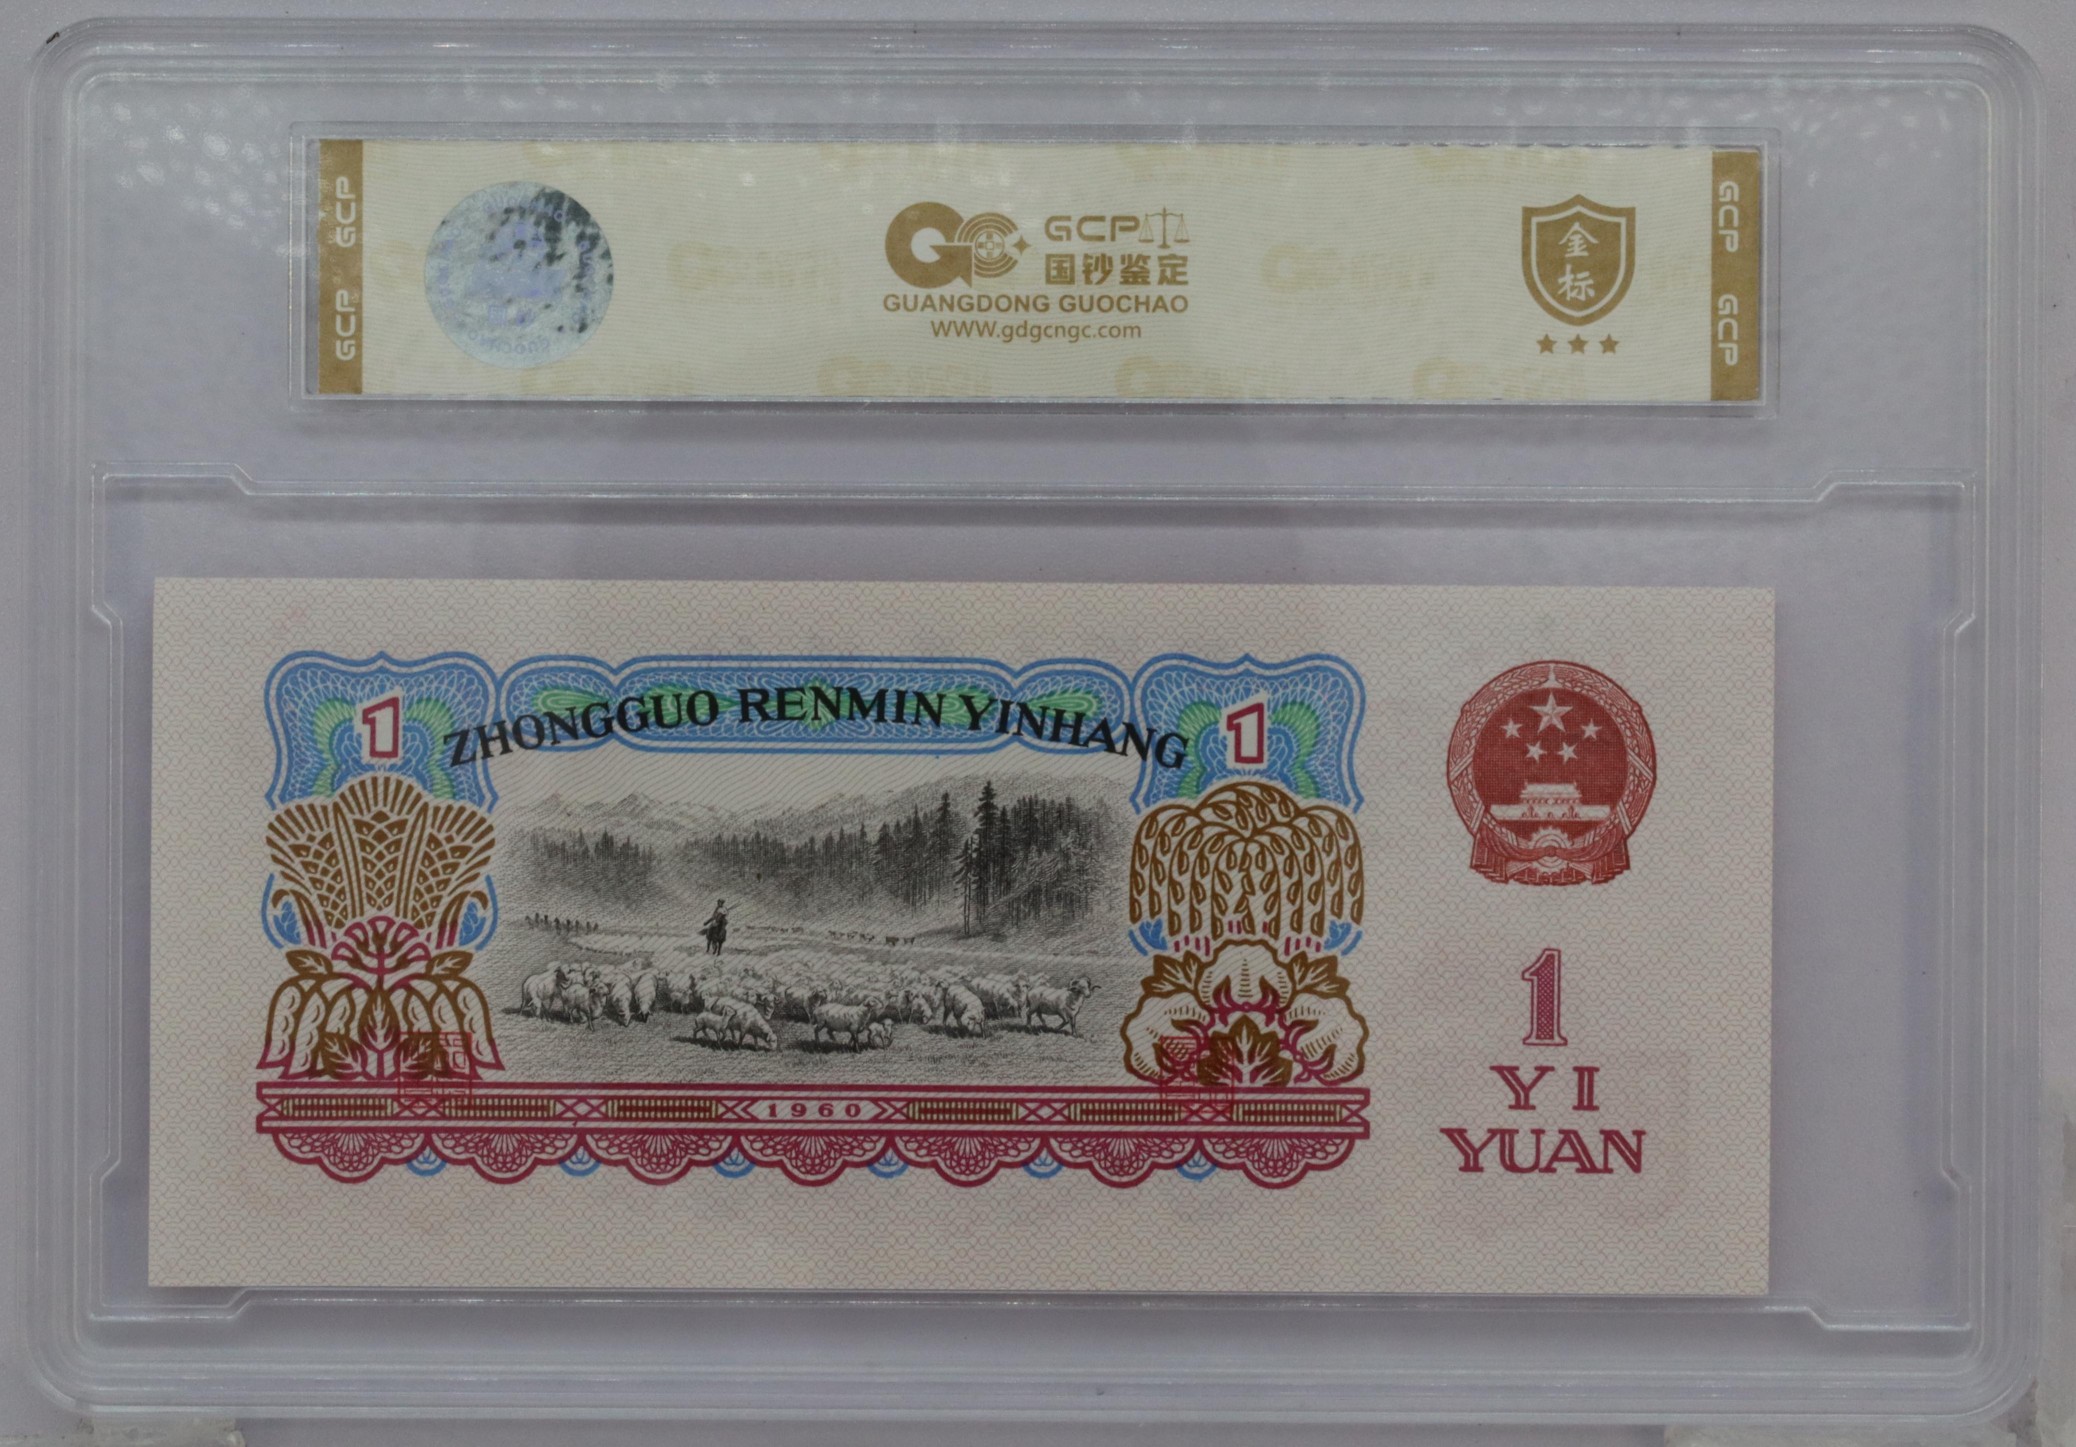 GCP GCP
GCP
国钞鉴定
GUANGDONG GUOCHAO
WWW.gdgcngc.com
金标
GCP GCP
ZHONGGUO RENMIN YINHANG
1
1
1960
1
YI
YUAN